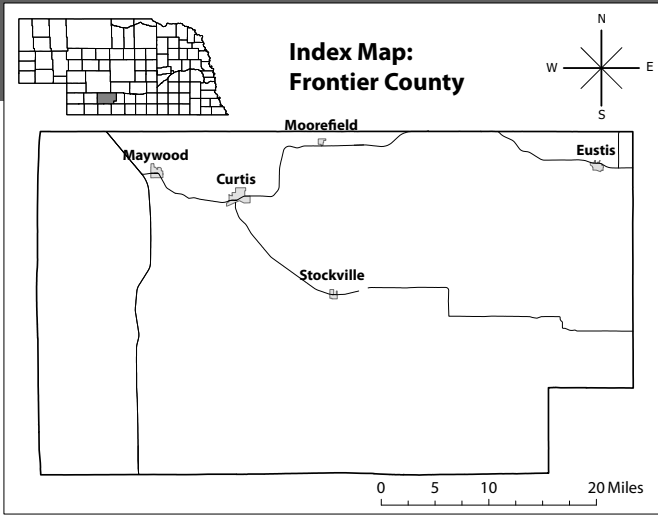 Index Map:
Frontier County
N
W
E
S
Moorefield
Maywood
Eustis
Curtis
Stockville
0 5 10 20 Miles